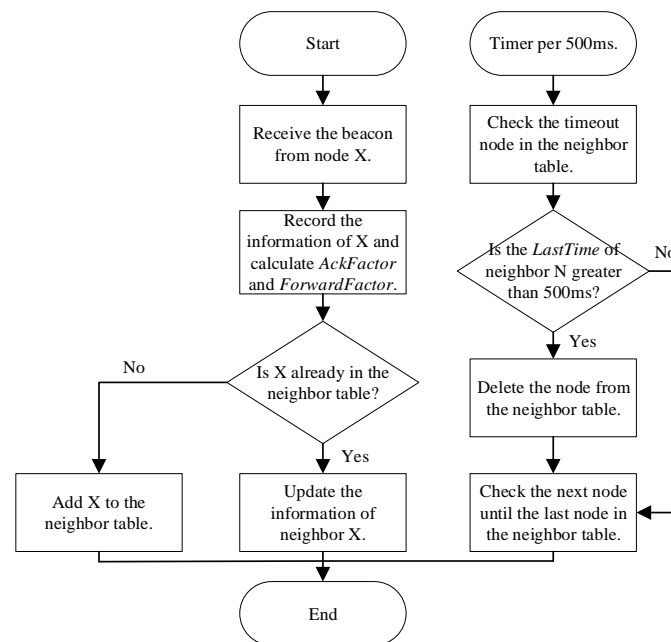 Start
Receive the beacon
from node X.
Record the
information of X and
calculate AckFactor
and ForwardFactor.
Is X already in the
neighbor table?
No
Yes
Add X to the
neighbor table.
Update the
information of
neighbor X.
End
Timer per 500ms.
Check the timeout
node in the neighbor
table.
Is the LastTime of
neighbor N greater
than 500ms?
No
Yes
Delete the node from
the neighbor table.
Check the next node
until the last node in
the neighbor table.